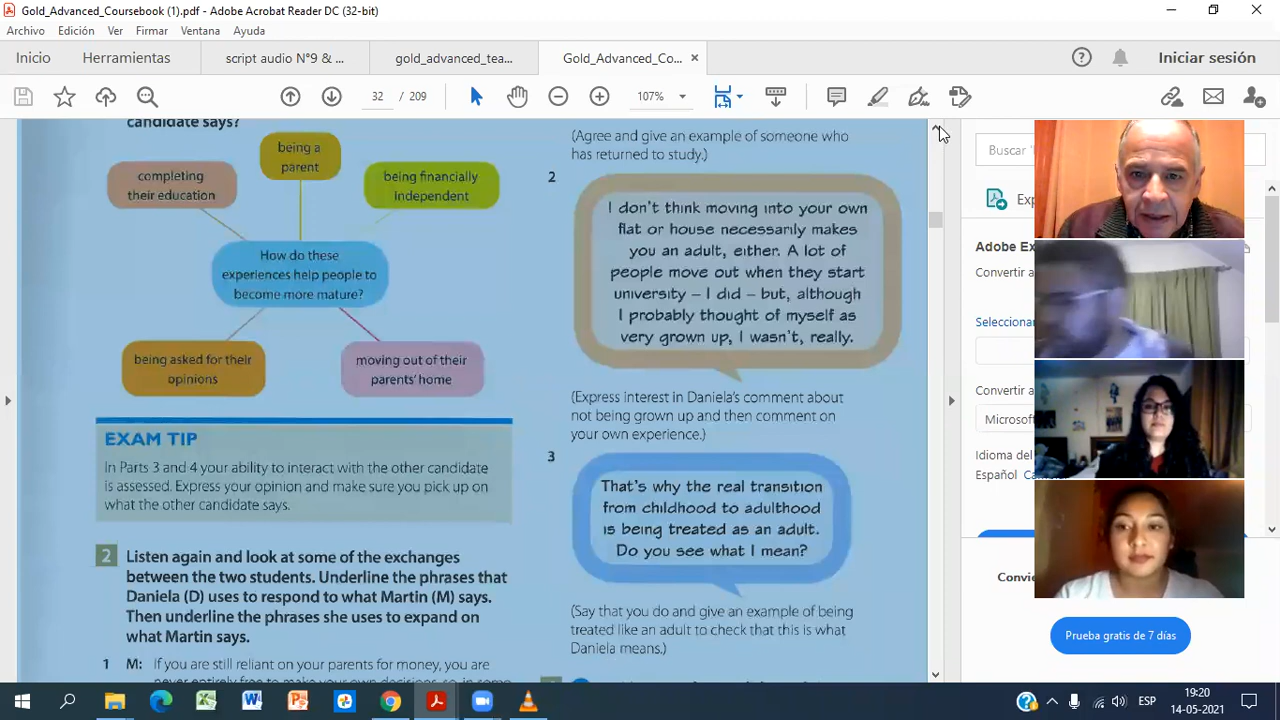 Gold_Advanced_Coursebook (1).pdf - Adobe Acrobat Reader DC (32-bit)
Archivo Edición Ver Firmar Ventana Ayuda
Inicio Herramientas script audio N°9 & ... gold_advanced_tea... Gold_Advanced_Co... × Iniciar sesión
32 / 209 107%
candidate says?
being a
parent
completing
their education
being financially
independent
How do these
experiences help people to
become more mature?
being asked for their
opinions
moving out of their
parents' home
EXAM TIP
In Parts 3 and 4 your ability to interact with the other candidate
is assessed. Express your opinion and make sure you pick up on
what the other candidate says.
2 Listen again and look at some of the exchanges
between the two students. Underline the phrases that
Daniela (D) uses to respond to what Martin (M) says.
Then underline the phrases she uses to expand on
what Martin says.
1 M: If you are still reliant on your parents for money, you are
never entirely free to make your own decisions, so, in some
(Agree and give an example of someone who
has returned to study.)
2
I don't think moving into your own
flat or house necessarily makes
you an adult, either. A lot of
people move out when they start
university – I did – but, although
I probably thought of myself as
very grown up, I wasn't, really.
(Express interest in Daniela's comment about
not being grown up and then comment on
your own experience.)
3
That's why the real transition
from childhood to adulthood
is being treated as an adult.
Do you see what I mean?
(Say that you do and give an example of being
treated like an adult to check that this is what
Daniela means.)
Buscar
Exp
Adobe Ex
Convertir a
Seleccionar
Convertir a
Microsof
Idioma del
Español
Convie
Prueba gratis de 7 días
ESP
19:20
14-05-2021